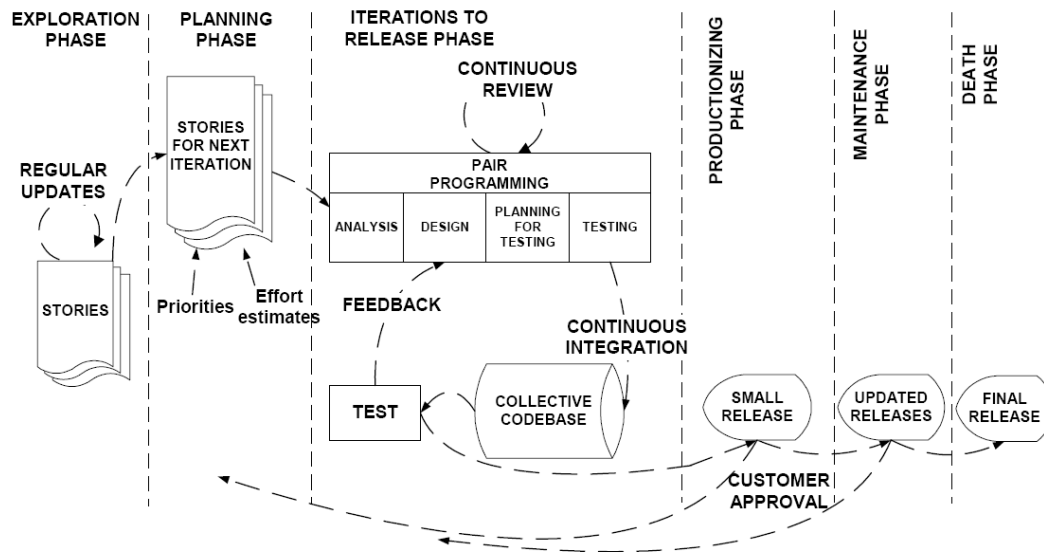 EXPLORATION
PHASE
PLANNING
PHASE
ITERATIONS TO
RELEASE PHASE
PRODUCTIONIZING
PHASE
MAINTENANCE
PHASE
DEATH
PHASE
CONTINUOUS
REVIEW
REGULAR
UPDATES
STORIES
STORIES
FOR NEXT
ITERATION
Priorities
Effort
estimates
PAIR
PROGRAMMING
ANALYSIS
DESIGN
PLANNING
FOR
TESTING
TESTING
FEEDBACK
CONTINUOUS
INTEGRATION
TEST
COLLECTIVE
CODEBASE
SMALL
RELEASE
UPDATED
RELEASES
FINAL
RELEASE
CUSTOMER
APPROVAL